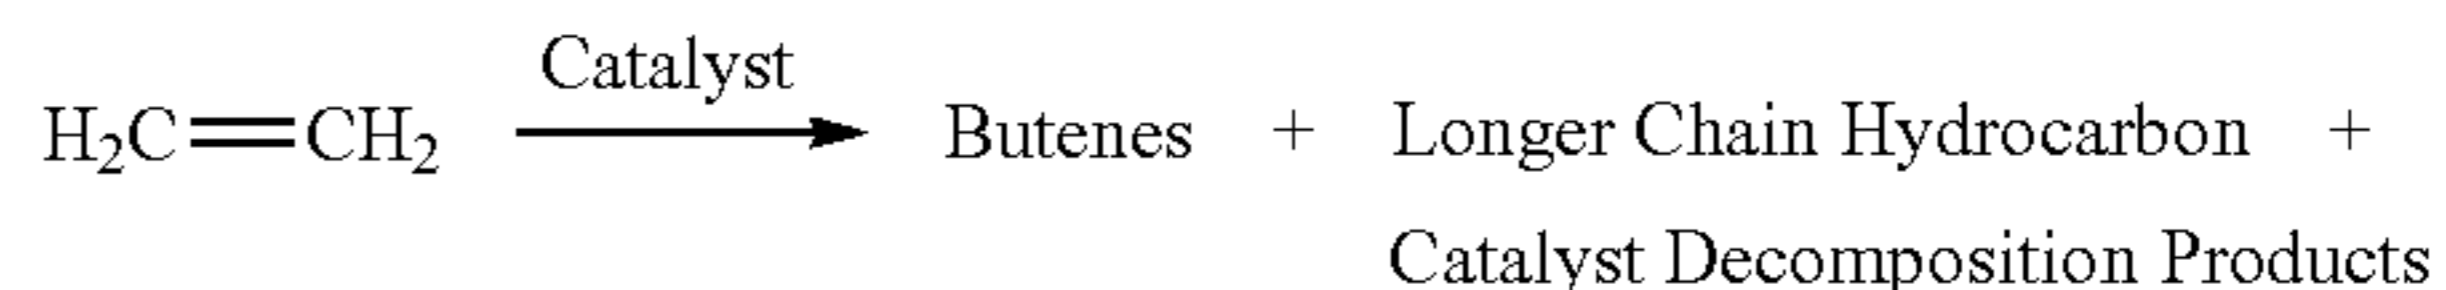 Catalyst
H₂C=CH₂ Butenes + Longer Chain Hydrocarbon +
Catalyst Decomposition Products